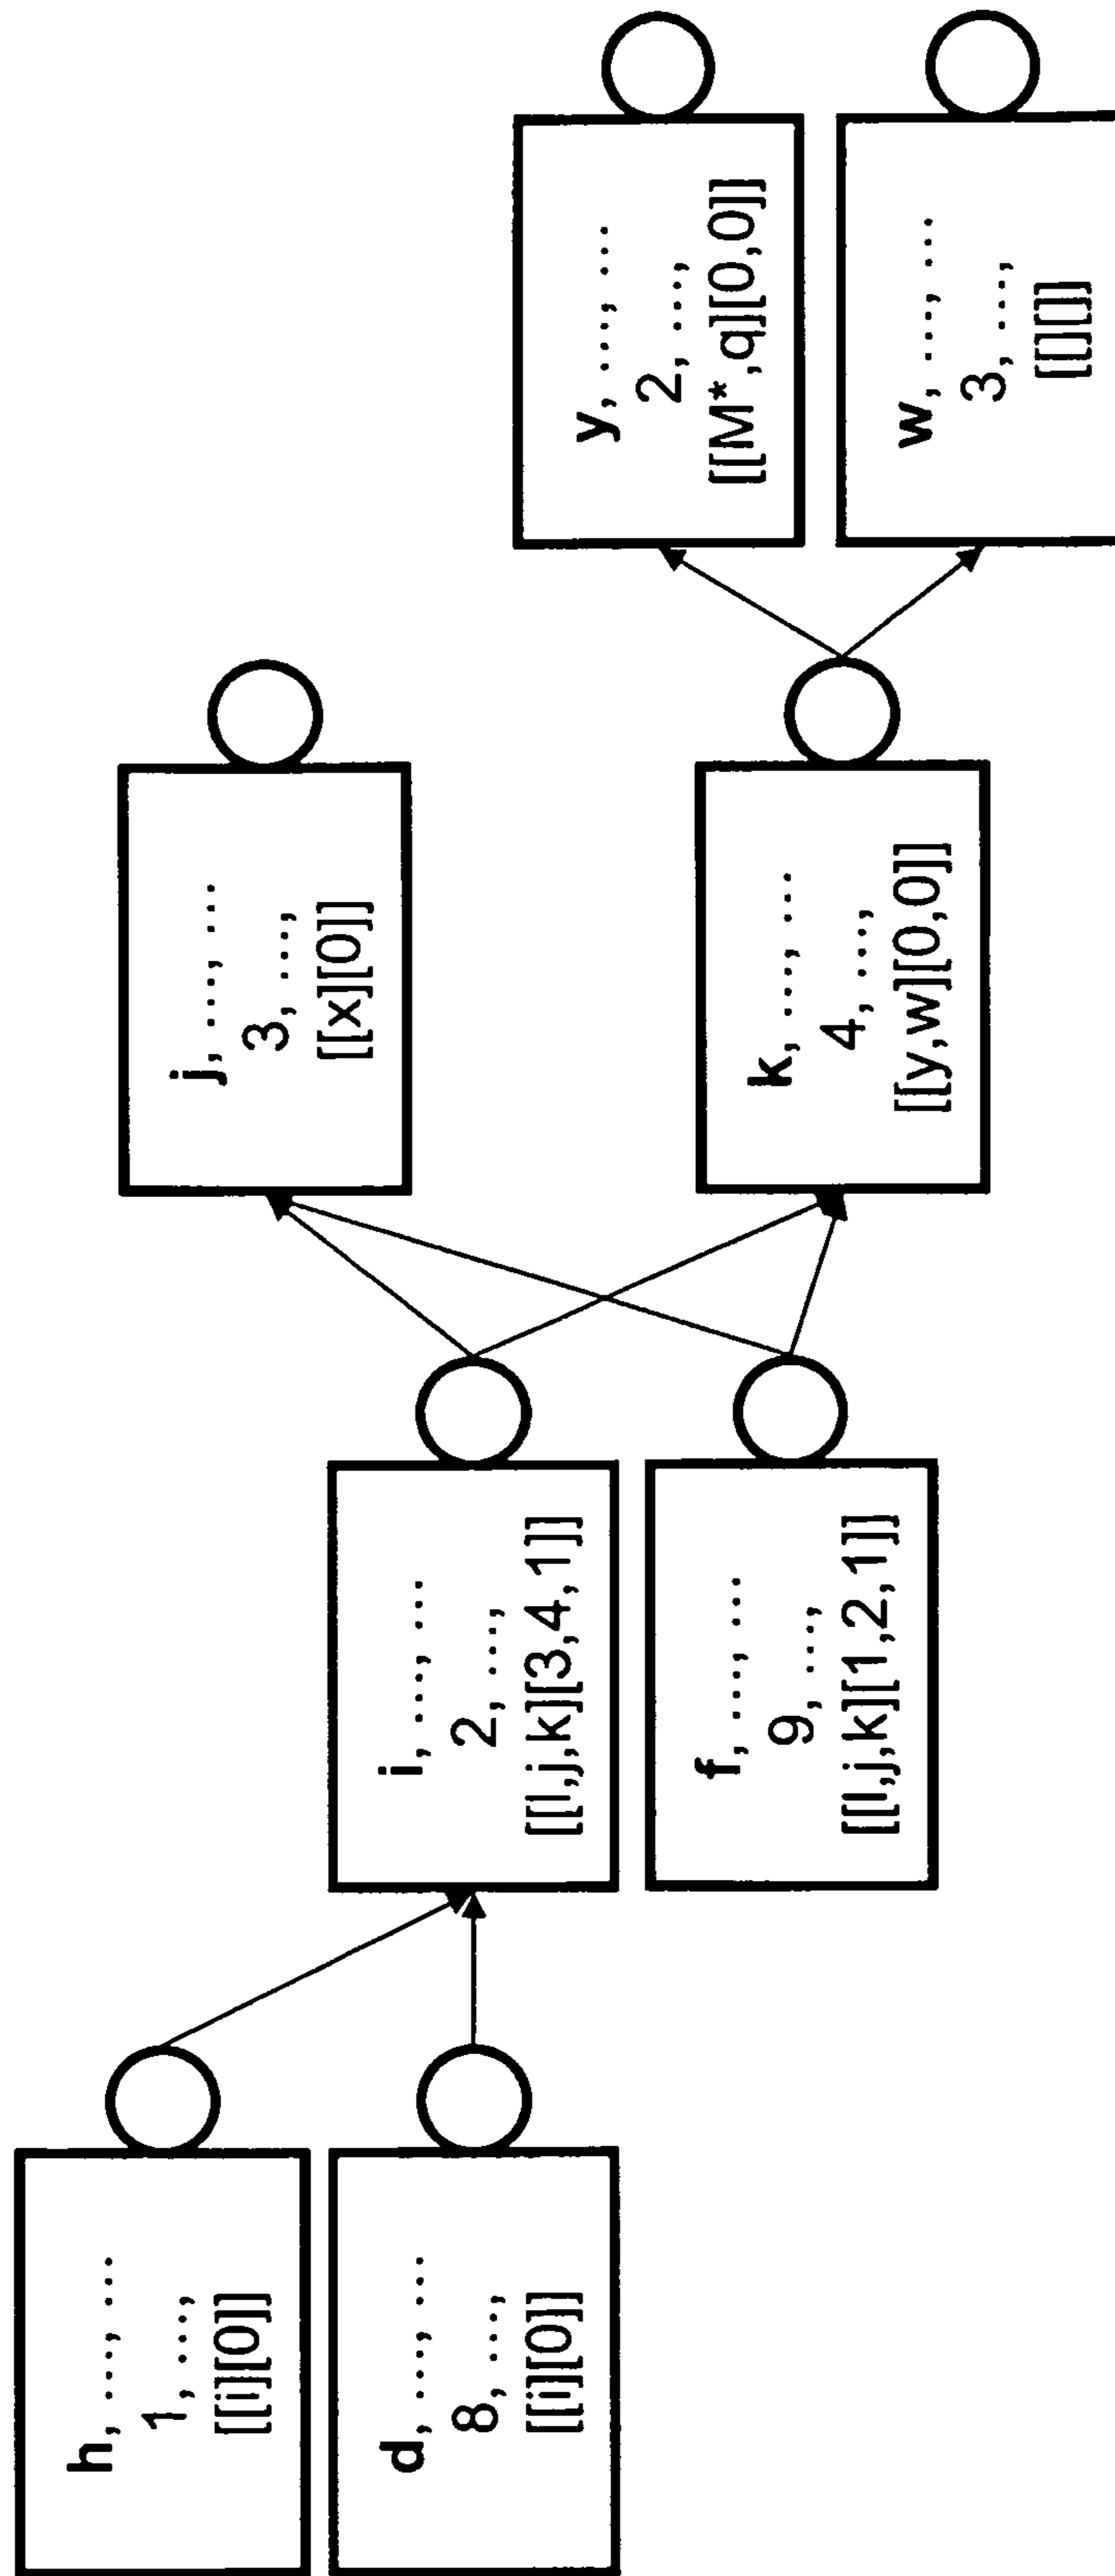 h, ..., ...
1, ...,
[[i][0]]
d, ..., ...
8, ...,
[[i][0]]
i, ..., ...
2, ...,
[[l,j,k][3,4,1]]
f, ..., ...
9, ...,
[[l,j,k][1,2,1]]
j, ..., ...
3, ...,
[[x][0]]
k, ..., ...
4, ...,
[[y,w][0,0]]
y, ..., ...
2, ...,
[[M*,q][0,0]]
w, ..., ...
3, ...,
[[][]]